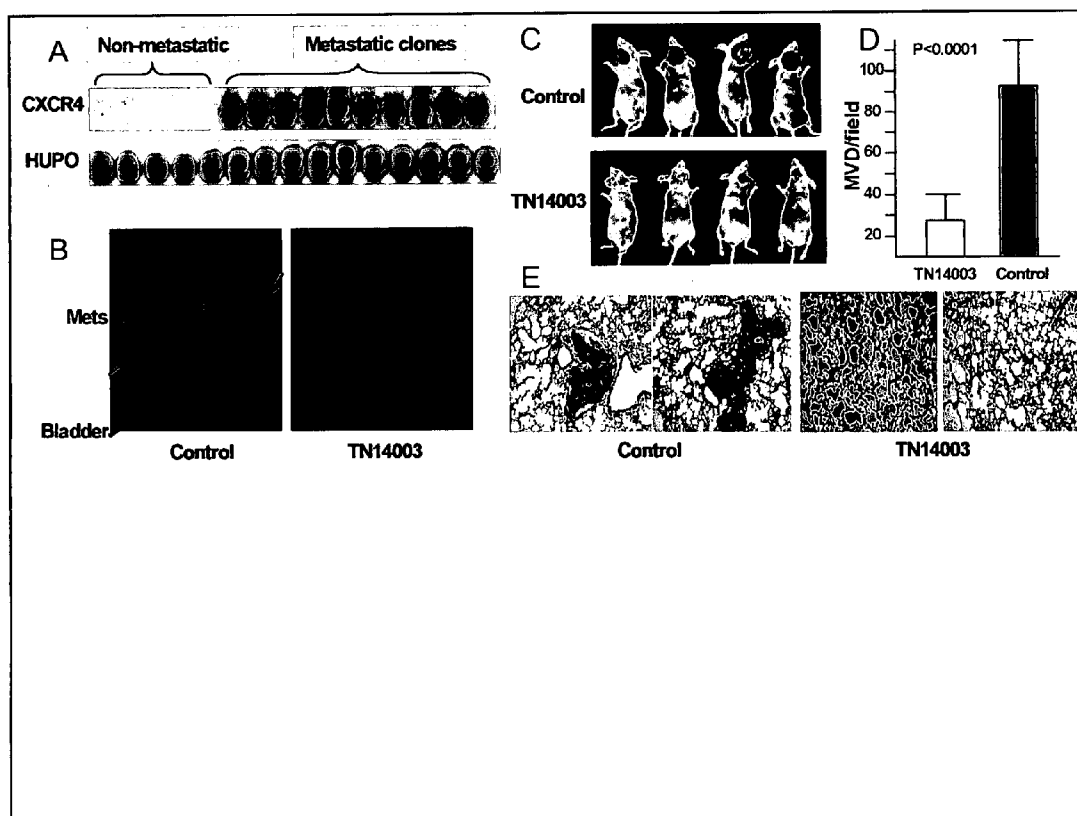 A
Non-metastatic
Metastatic clones
CXCR4
HUPO
B
Mets
Bladder
Control
TN14003
C
Control
TN14003
D
P<0.0001
MVD/field
100
80
60
40
20
TN14003
Control
E
Control
TN14003